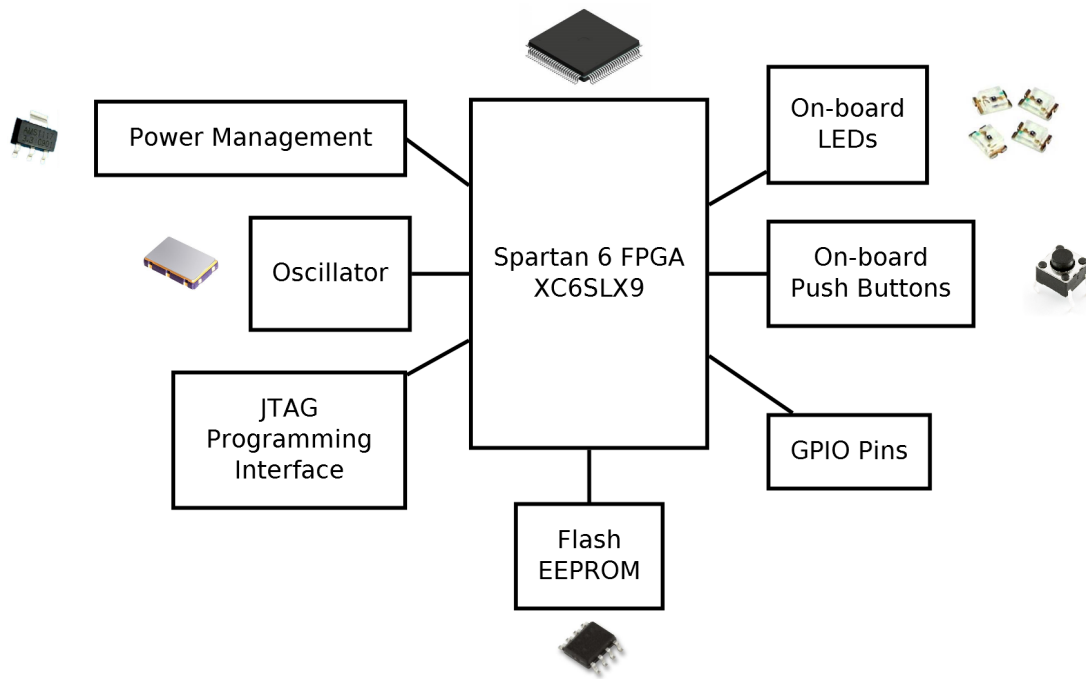 Power Management
Oscillator
JTAG
Programming
Interface
Spartan 6 FPGA
XC6SLX9
Flash
EEPROM
On-board
LEDs
On-board
Push Buttons
GPIO Pins